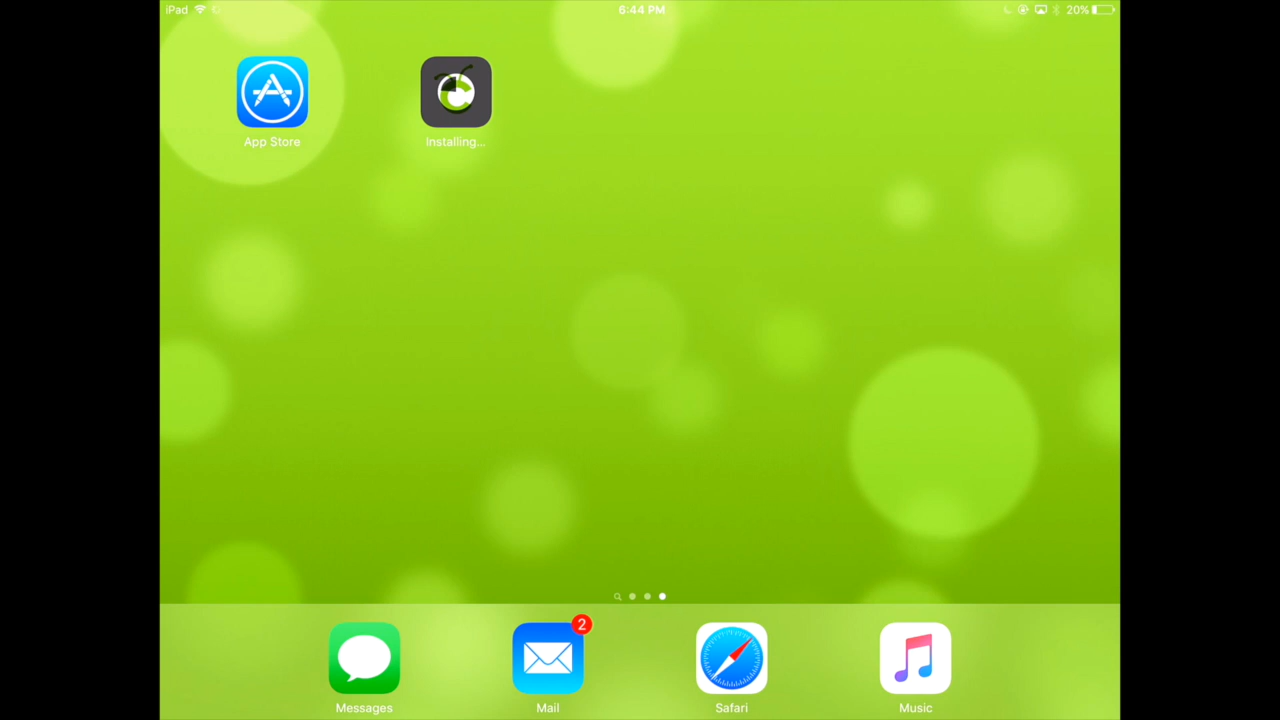 iPad
6:44 PM
20%
App Store
Installing...
2
Messages
Mail
Safari
Music